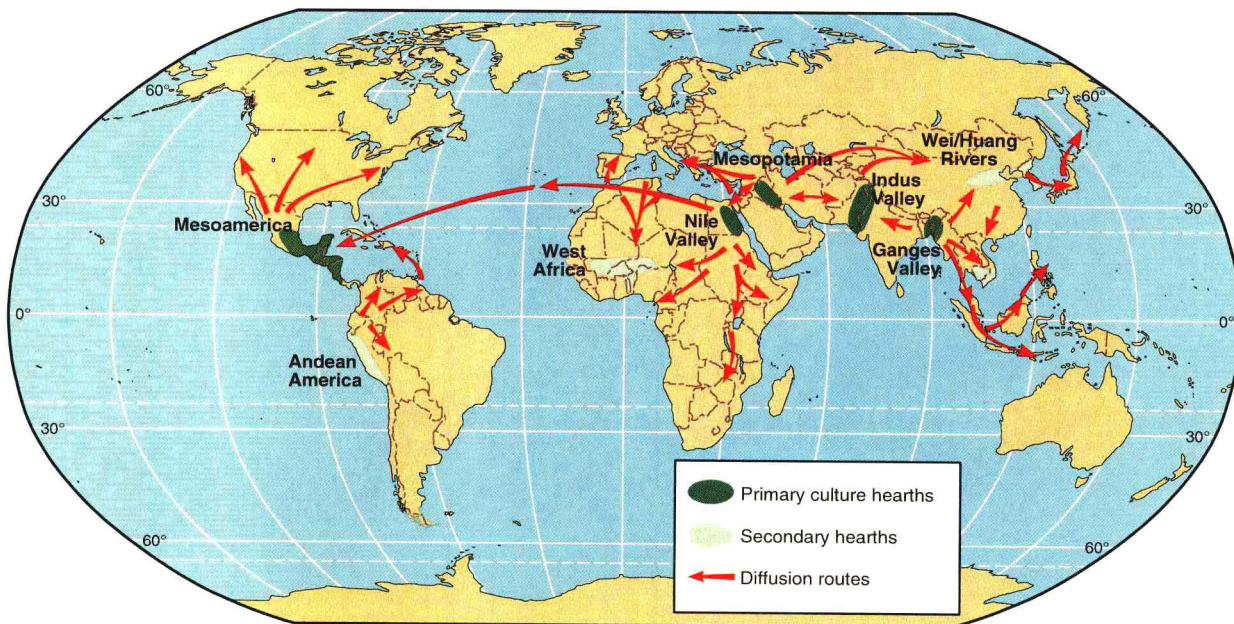 60°
60°
Wei/Huang
Rivers
Mesopotamia
Indus
Valley
30°
30°
Mesoamerica
Nile
Valley
West
Africa
Ganges
Valley
0°
0°
Andean
America
30°
30°
Primary culture hearths
Secondary hearths
60°
60°
Diffusion routes